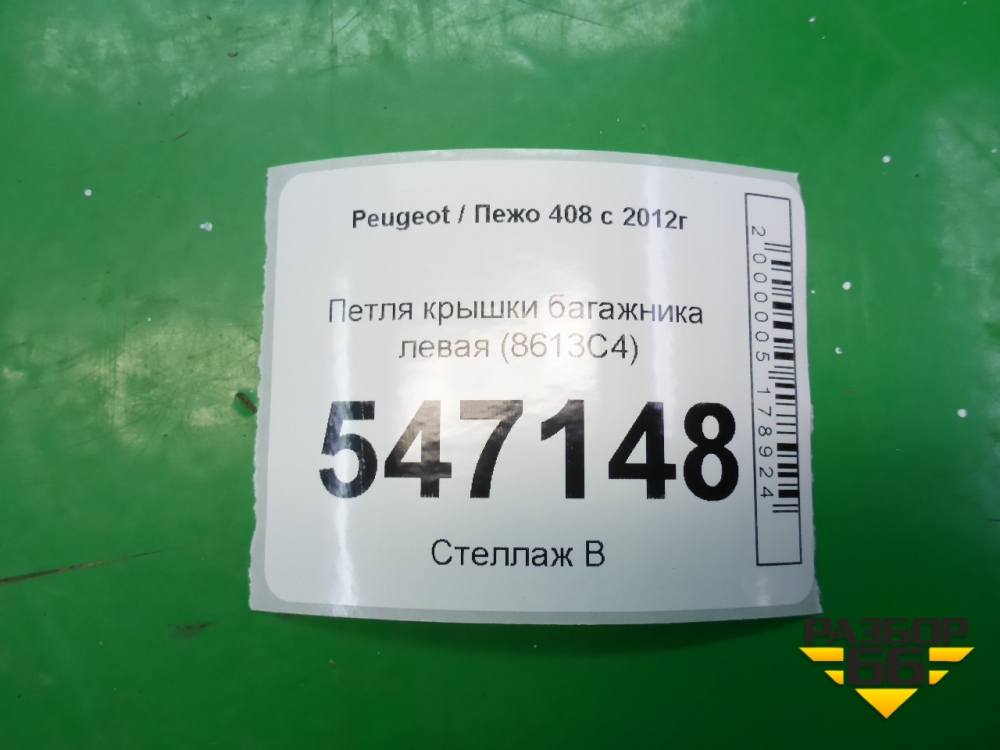 Peugeot / Пежо 408 с 2012г
Петля крышки багажника
левая (8613C4)
547148
Стеллаж В
2000005178924
РАЗБОР
66